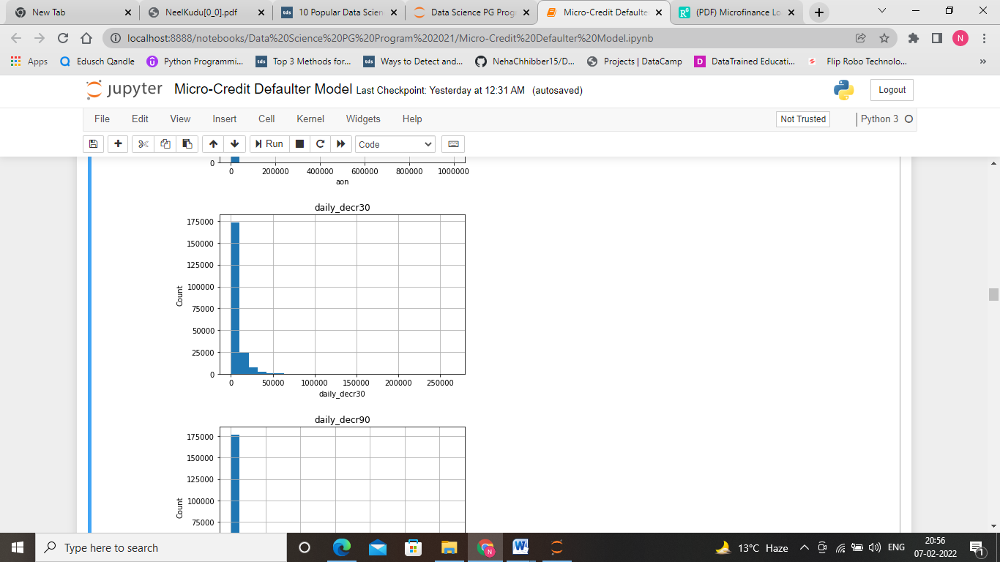 New Tab
NeelKudu[0_0].pdf
tds 10 Popular Data Scien
Data Science PG Progr
Micro-Credit Defaulter
R⁶ (PDF) Microfinance Lo
localhost:8888/notebooks/Data%20Science%20PG%20Program%202021/Micro-Credit%20Defaulter%20Model.ipynb
N
Apps
Edusch Qandle
Python Programmi...
tds Top 3 Methods for...
tds Ways to Detect and...
NehaChhibber15/D...
Projects | DataCamp
D DataTrained Educati...
Flip Robo Technolo...
»
jupyter Micro-Credit Defaulter Model Last Checkpoint: Yesterday at 12:31 AM (autosaved)
Logout
File Edit View Insert Cell Kernel Widgets Help
Not Trusted
Python 3
Run
Code
0
0 200000 400000 600000 800000 1000000
aon
daily_decr30
175000
150000
125000
100000
75000
50000
25000
0
Count
0 50000 100000 150000 200000 250000
daily_decr30
daily_decr90
175000
150000
125000
100000
75000
Count
Type here to search
N
W
13°C Haze
ENG
20:56
07-02-2022
1